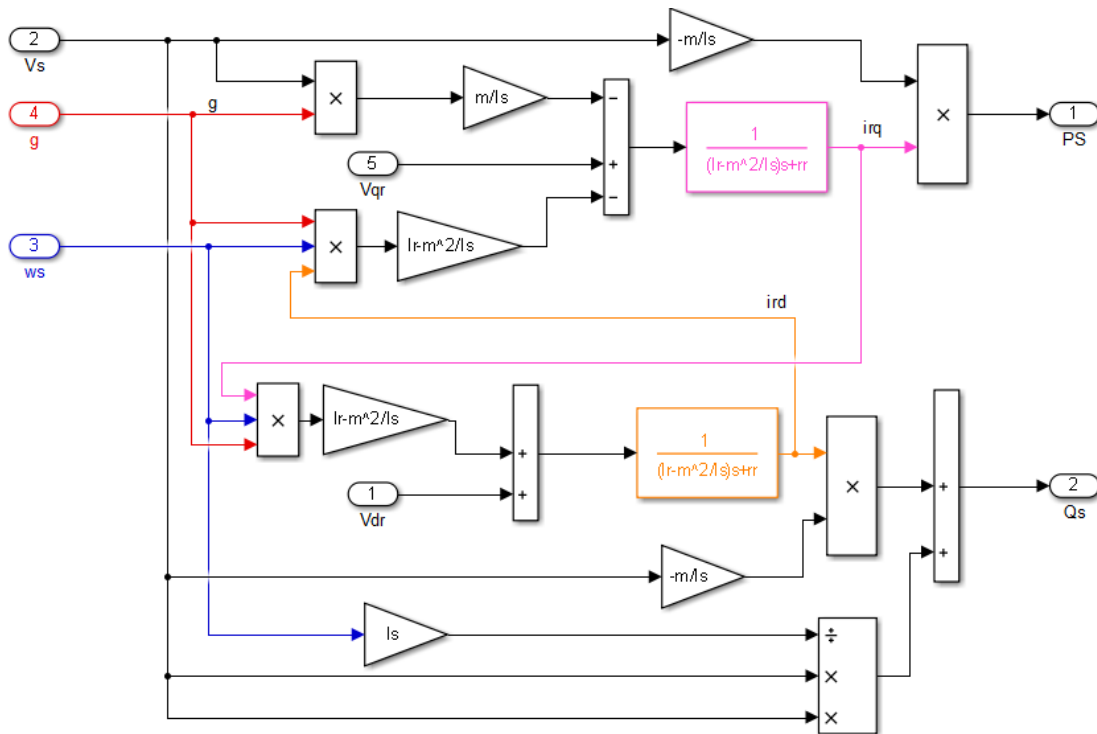 2
Vs
-m/ls
4
g
g
×
m/ls
−
+
−
5
Vqr
1
(lr-m^2/ls)s+rr
irq
×
1
PS
3
ws
×
lr-m^2/ls
ird
×
lr-m^2/ls
+
+
1
Vdr
1
(lr-m^2/ls)s+rr
×
+
+
2
Qs
-m/ls
ls
÷
×
×